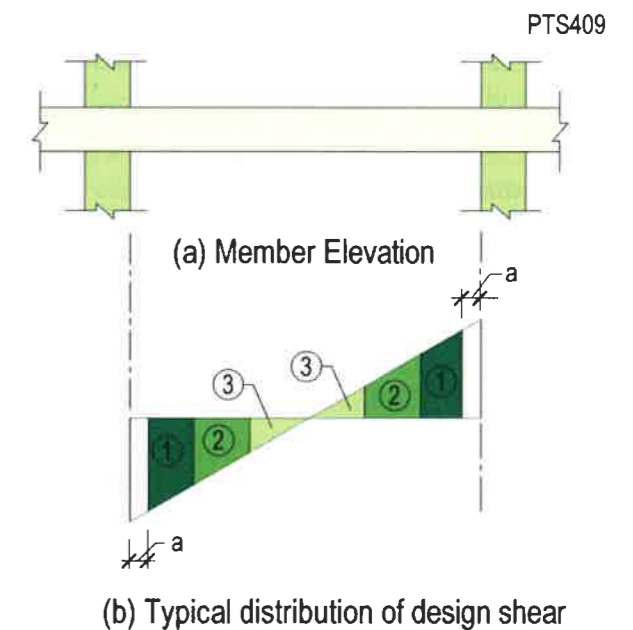 PTS409
(a) Member Elevation
a
3
3
2
1
1
2
a
(b) Typical distribution of design shear